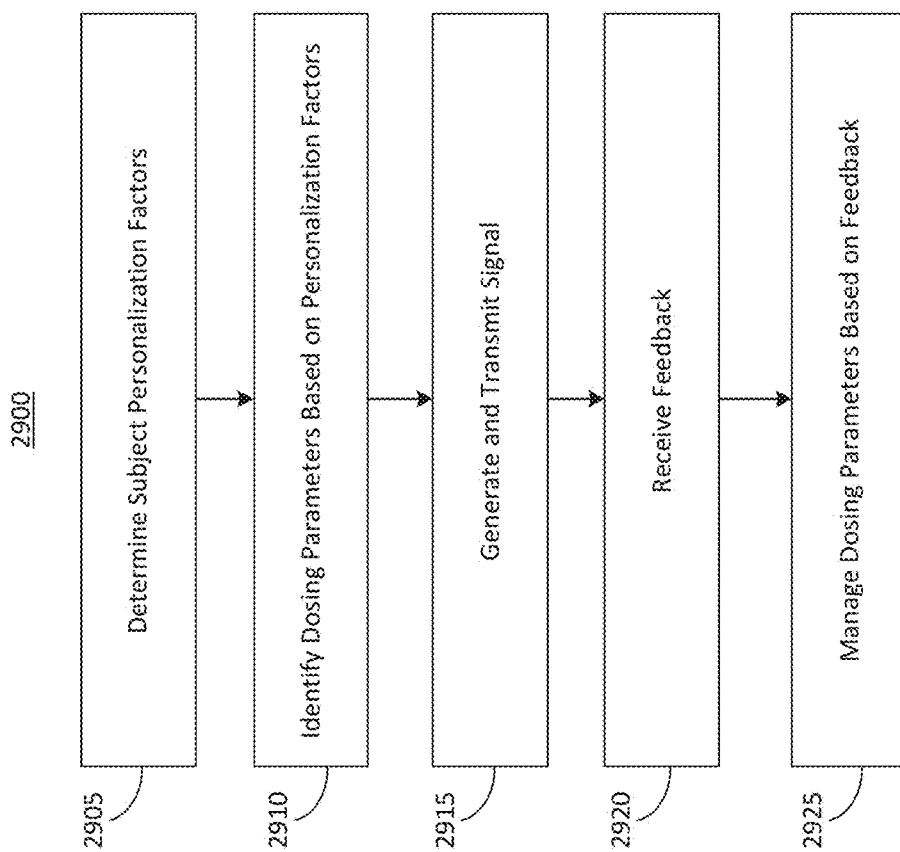 2900
2905
Determine Subject Personalization Factors
2910
Identify Dosing Parameters Based on Personalization Factors
2915
Generate and Transmit Signal
2920
Receive Feedback
2925
Manage Dosing Parameters Based on Feedback